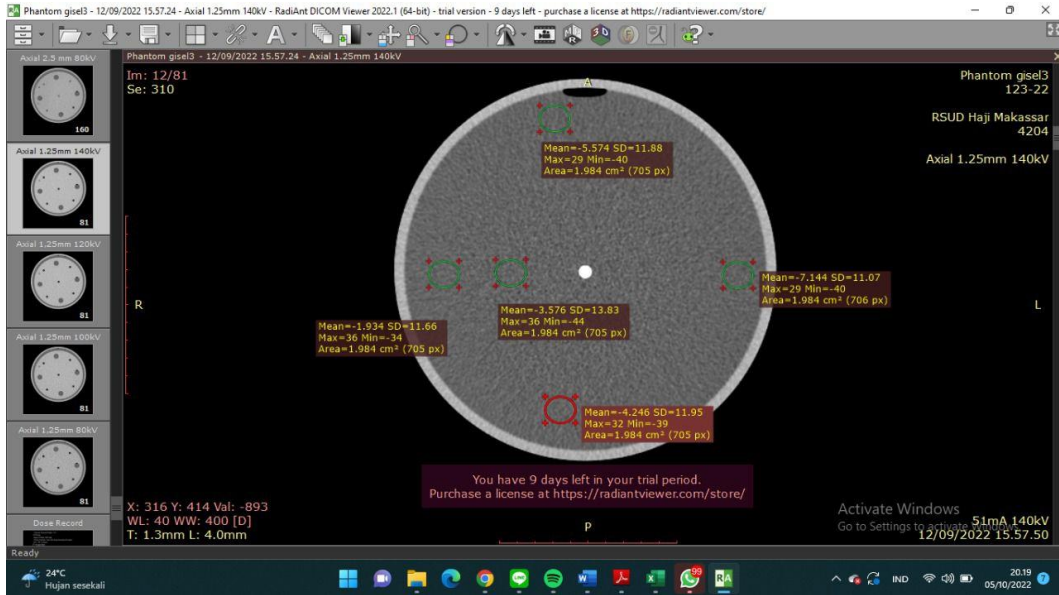 Phantom gisel3 - 12/09/2022 15.57.24 - Axial 1.25mm 140kV - RadiAnt DICOM Viewer 2022.1 (64-bit) - trial version - 9 days left - purchase a license at https://radiantviewer.com/store/
Axial 2.5 mm 80kV
160
Axial 1.25mm 140kV
81
Axial 1,25mm 120kV
81
Axial 1.25mm 100kV
81
Axial 1.25mm 80kV
81
Dose Record
Phantom gisel3 - 12/09/2022 15.57.24 - Axial 1.25mm 140kV
Im: 12/81
Se: 310
Phantom gisel3
123-22
RSUD Haji Makassar
4204
Axial 1.25mm 140kV
A
Mean=-5.574 SD=11.88
Max=29 Min=-40
Area=1.984 cm² (705 px)
Mean=-7.144 SD=11.07
Max=29 Min=-40
Area=1.984 cm² (706 px)
R
L
Mean=-3.576 SD=13.83
Max=36 Min=-44
Area=1.984 cm² (705 px)
Mean=-1.934 SD=11.66
Max=36 Min=-34
Area=1.984 cm² (705 px)
Mean=-4.246 SD=11.95
Max=32 Min=-39
Area=1.984 cm² (705 px)
You have 9 days left in your trial period.
Purchase a license at https://radiantviewer.com/store/
X: 316 Y: 414 Val: -893
WL: 40 WW: 400 [D]
T: 1.3mm L: 4.0mm
P
Activate Windows
Go to Settings to activate Windows.
51mA 140kV
12/09/2022 15.57.50
Ready
24°C
Hujan sesekali
99
RA
IND
20.19
05/10/2022
7